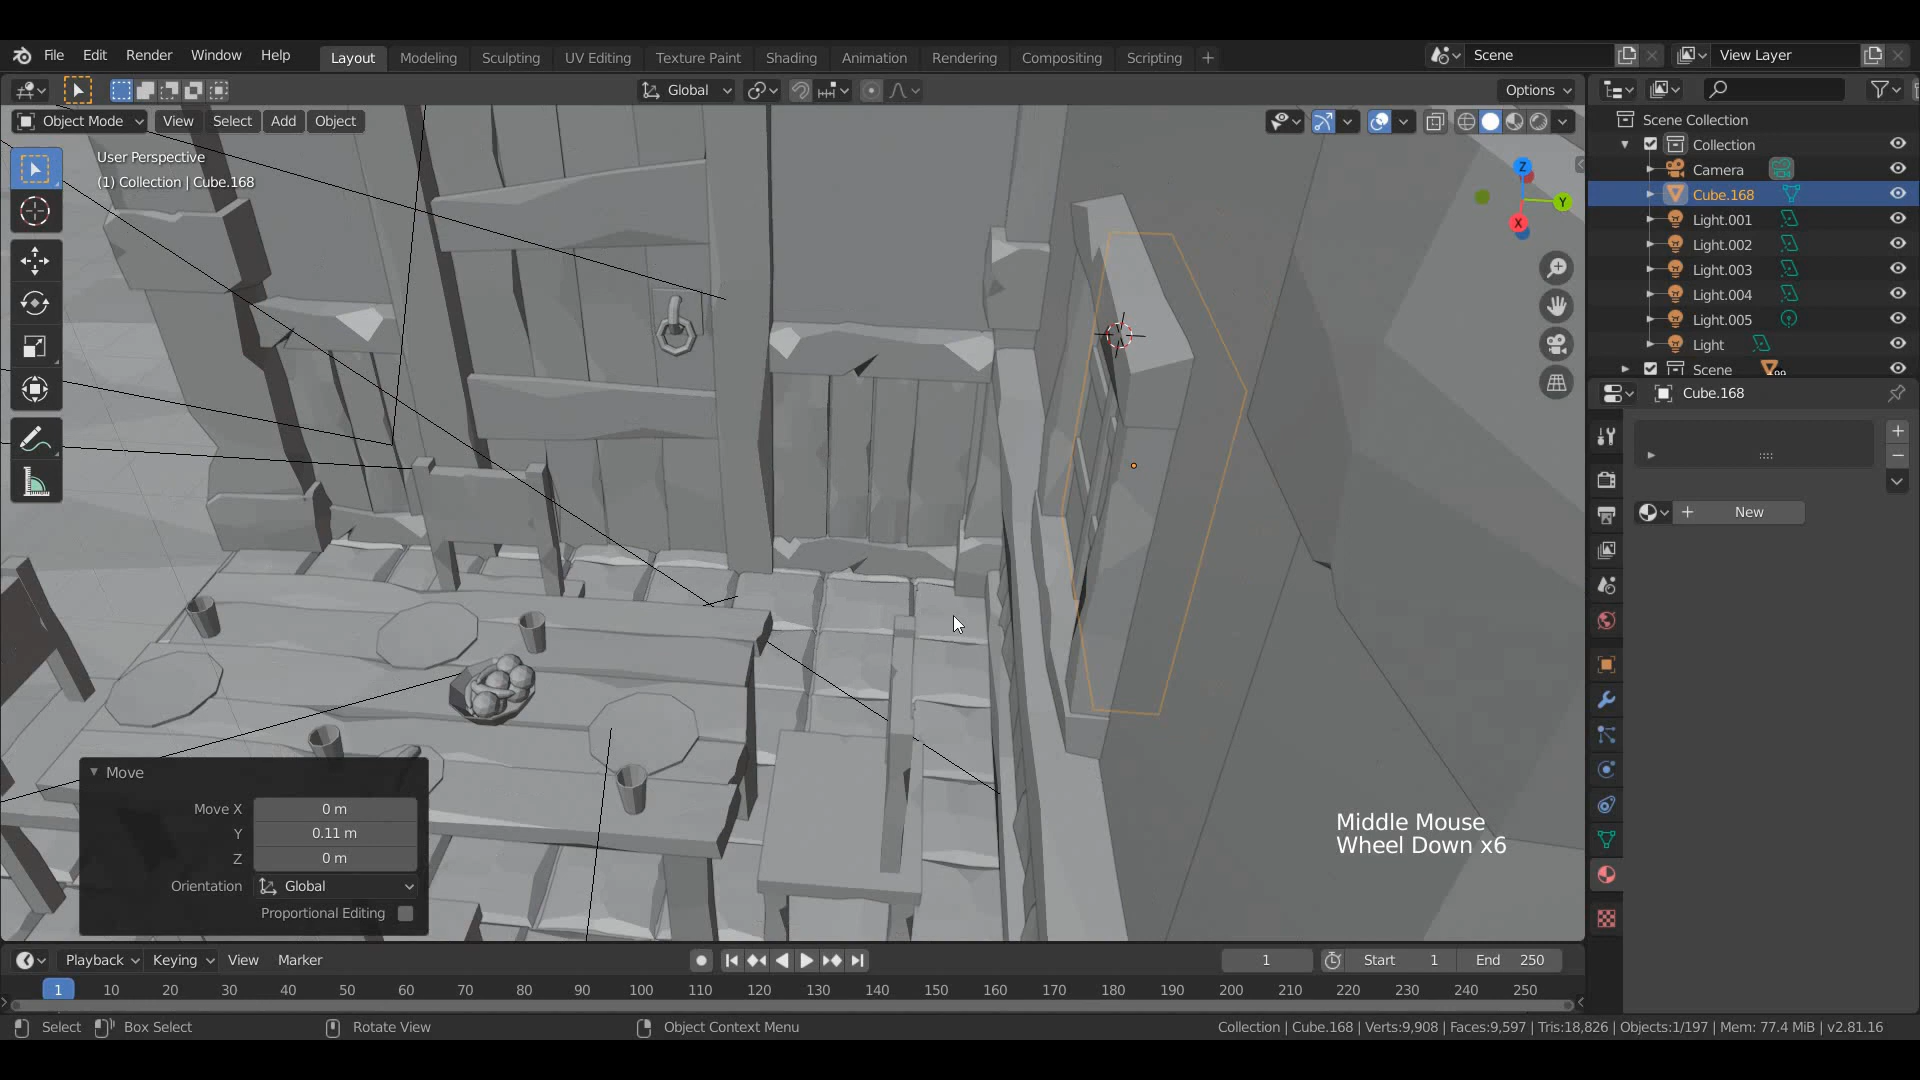 File Edit Render Window Help Layout Modeling Sculpting UV Editing Texture Paint Shading Animation Rendering Compositing Scripting + Scene View Layer
Global Options
Object Mode View Select Add Object
User Perspective
(1) Collection | Cube.168
Z
Y
X
Scene Collection
Collection
Camera
Cube.168
Light.001
Light.002
Light.003
Light.004
Light.005
Light
Scene
Cube.168
+
−
+ New
Middle Mouse
Wheel Down x6
Move
Move X 0 m
Y 0.11 m
Z 0 m
Orientation Global
Proportional Editing
Playback Keying View Marker 1 Start 1 End 250
1 10 20 30 40 50 60 70 80 90 100 110 120 130 140 150 160 170 180 190 200 210 220 230 240 250
Select Box Select Rotate View Object Context Menu Collection | Cube.168 | Verts:9,908 | Faces:9,597 | Tris:18,826 | Objects:1/197 | Mem: 77.4 MiB | v2.81.16